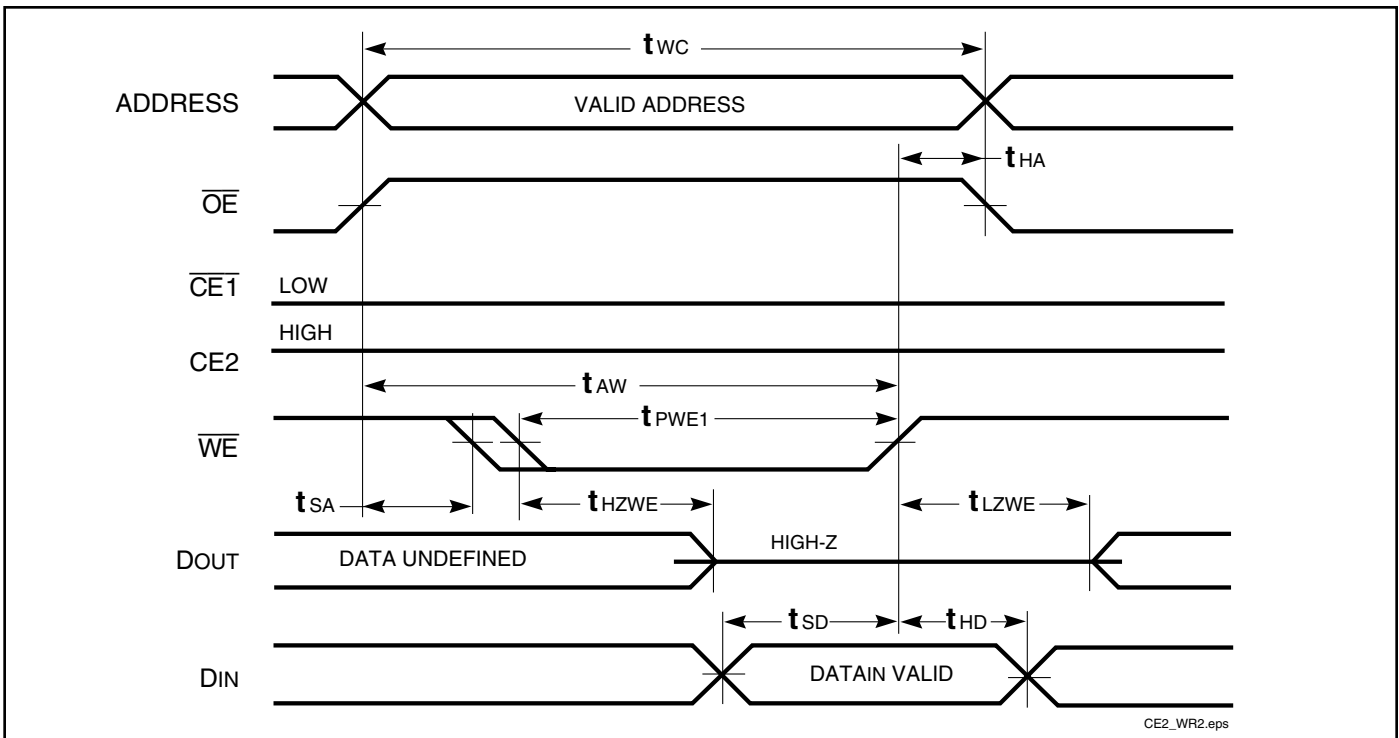 tWC
ADDRESS
VALID ADDRESS
tHA
OE
CE1
LOW
HIGH
CE2
tAW
tPWE1
WE
tSA
tHZWE
tLZWE
DOUT
DATA UNDEFINED
HIGH-Z
tSD
tHD
DIN
DATAIN VALID
CE2_WR2.eps